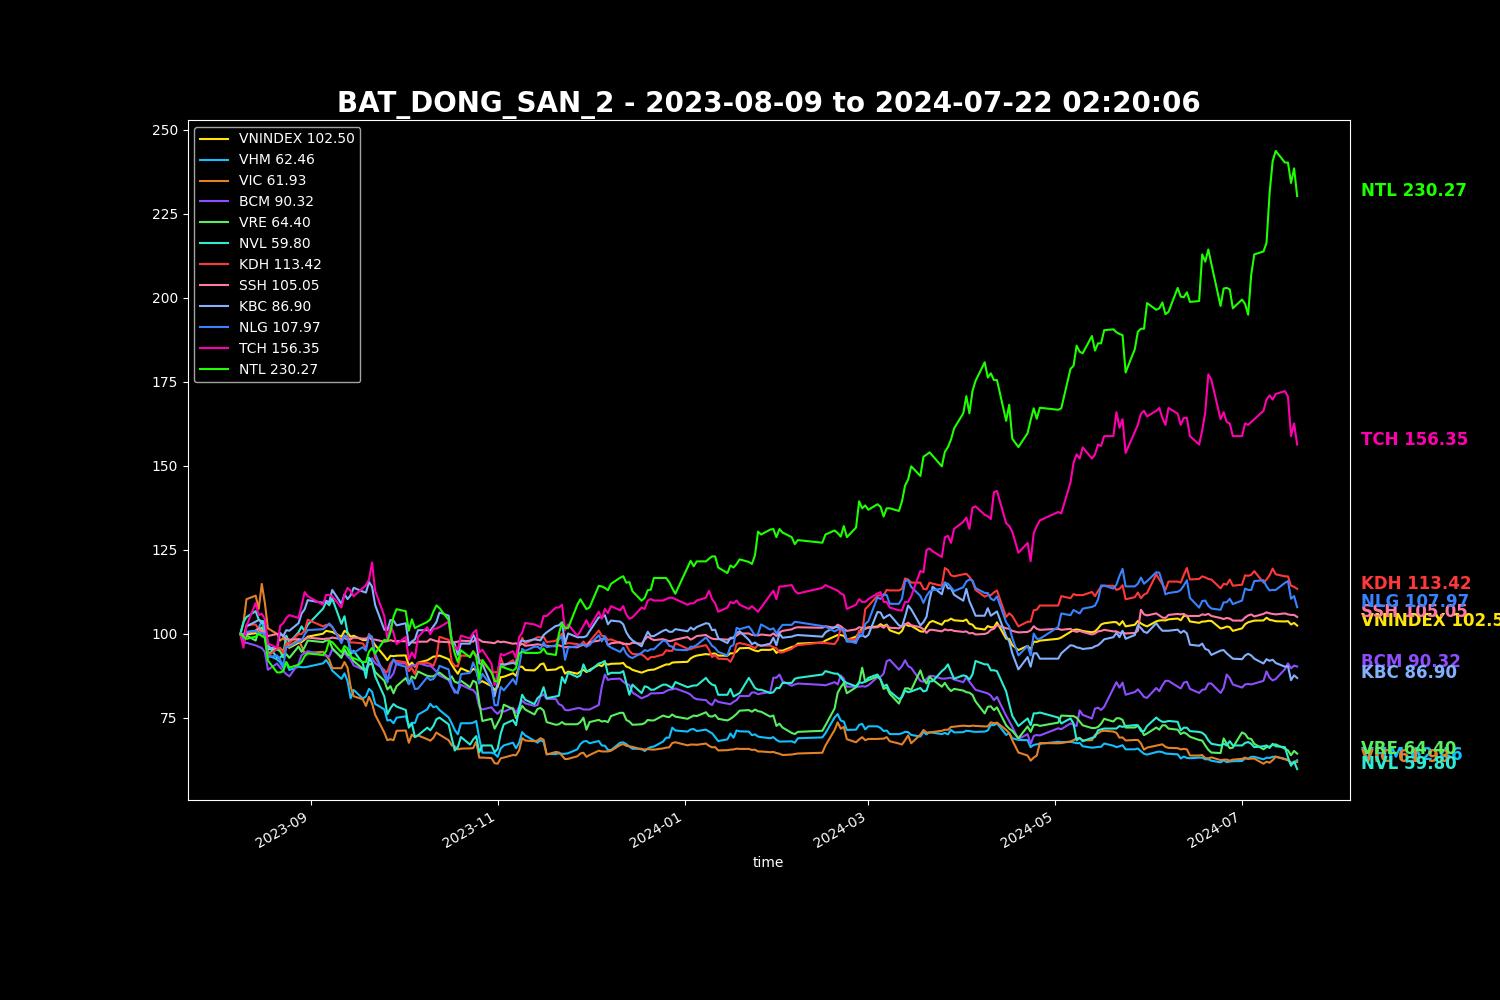 BAT_DONG_SAN_2 - 2023-08-09 to 2024-07-22 02:20:06
250
225
200
175
150
125
100
75
VNINDEX 102.50
VHM 62.46
VIC 61.93
BCM 90.32
VRE 64.40
NVL 59.80
KDH 113.42
SSH 105.05
KBC 86.90
NLG 107.97
TCH 156.35
NTL 230.27
NTL 230.27
TCH 156.35
KDH 113.42
NLG 107.97
SSH 105.05
VNINDEX 102.5
BCM 90.32
KBC 86.90
VRE 64.40
NVL 59.80
2023-09
2023-11
2024-01
2024-03
2024-05
2024-07
time